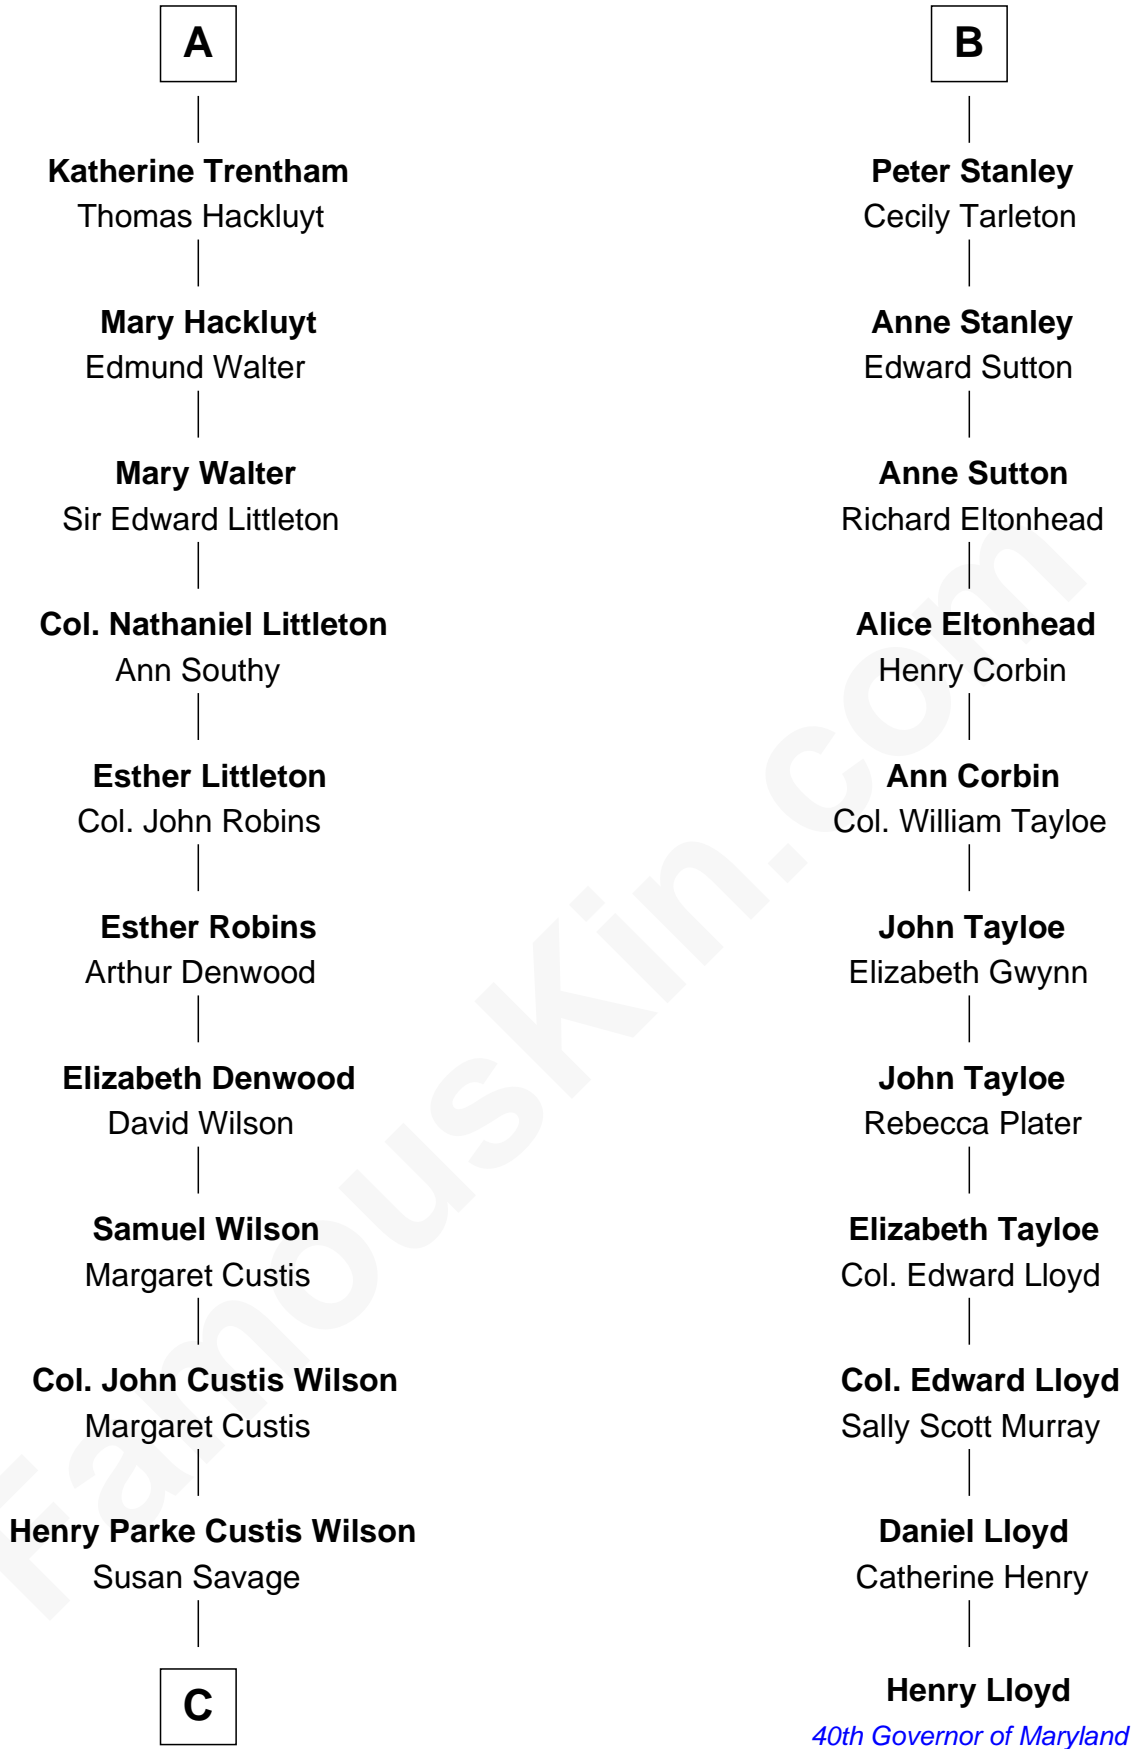 A
Katherine Trentham
Thomas Hackluyt
Mary Hackluyt
Edmund Walter
Mary Walter
Sir Edward Littleton
Col. Nathaniel Littleton
Ann Southy
Esther Littleton
Col. John Robins
Esther Robins
Arthur Denwood
Elizabeth Denwood
David Wilson
Samuel Wilson
Margaret Custis
Col. John Custis Wilson
Margaret Custis
Henry Parke Custis Wilson
Susan Savage
C
B
Peter Stanley
Cecily Tarleton
Anne Stanley
Edward Sutton
Anne Sutton
Richard Eltonhead
Alice Eltonhead
Henry Corbin
Ann Corbin
Col. William Tayloe
John Tayloe
Elizabeth Gwynn
John Tayloe
Rebecca Plater
Elizabeth Tayloe
Col. Edward Lloyd
Col. Edward Lloyd
Sally Scott Murray
Daniel Lloyd
Catherine Henry
Henry Lloyd
40th Governor of Maryland
FamousKin.com